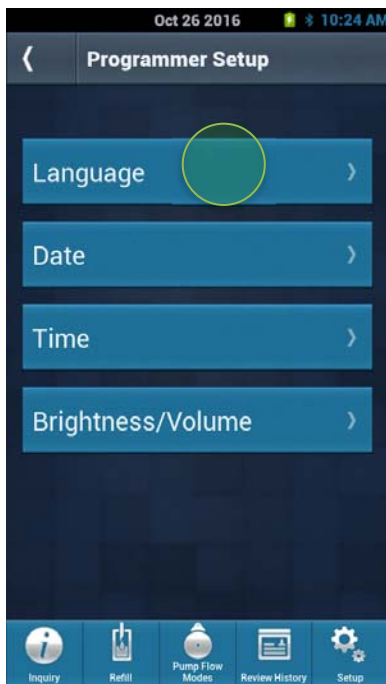 Oct 26 2016 10:24 AM
Programmer Setup
Language
Date
Time
Brightness/Volume
Inquiry
Refill
Pump Flow
Modes
Review History
Setup